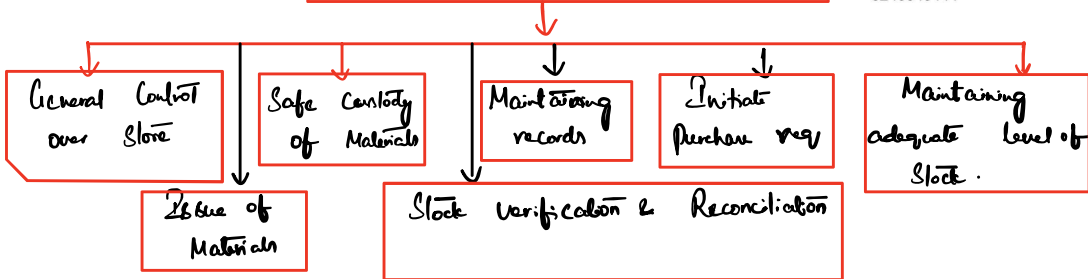 General Control
over Store
Safe Custody
of Materials
Maintaining
records
Initiate
Purchase req
Maintaining
adequate Level of
Stock.
Issue of
Materials
Stock verification & Reconciliation